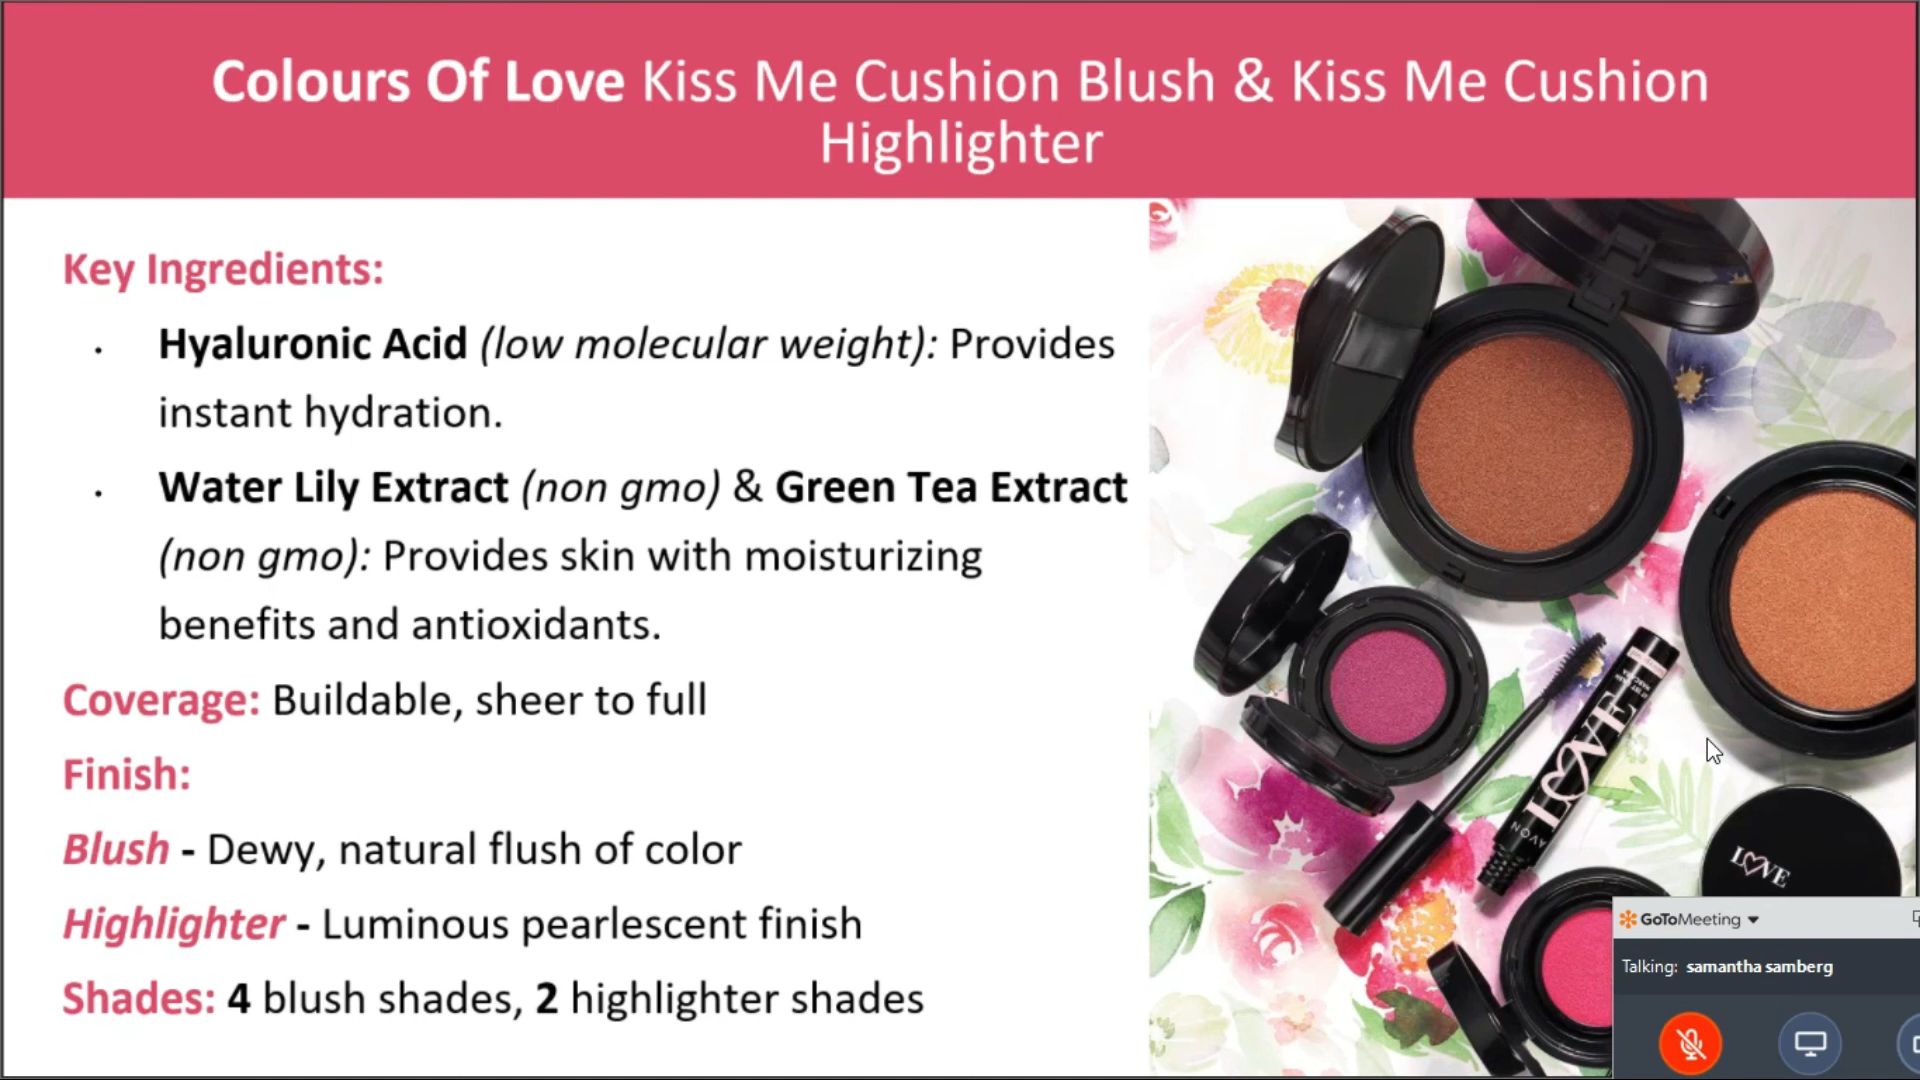 Colours Of Love Kiss Me Cushion Blush & Kiss Me Cushion
Highlighter
Key Ingredients:
• Hyaluronic Acid (low molecular weight): Provides
instant hydration.
• Water Lily Extract (non gmo) & Green Tea Extract
(non gmo): Provides skin with moisturizing
benefits and antioxidants.
Coverage: Buildable, sheer to full
Finish:
Blush - Dewy, natural flush of color
Highlighter - Luminous pearlescent finish
Shades: 4 blush shades, 2 highlighter shades
LOVE
AVON
LOVE
GoToMeeting
Talking: samantha samberg